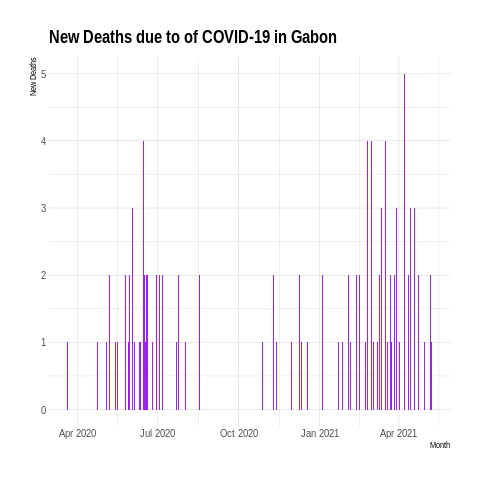 New Deaths due to of COVID-19 in Gabon
New Deaths
5
4
3
2
1
0
Apr 2020 Jul 2020 Oct 2020 Jan 2021 Apr 2021
Month